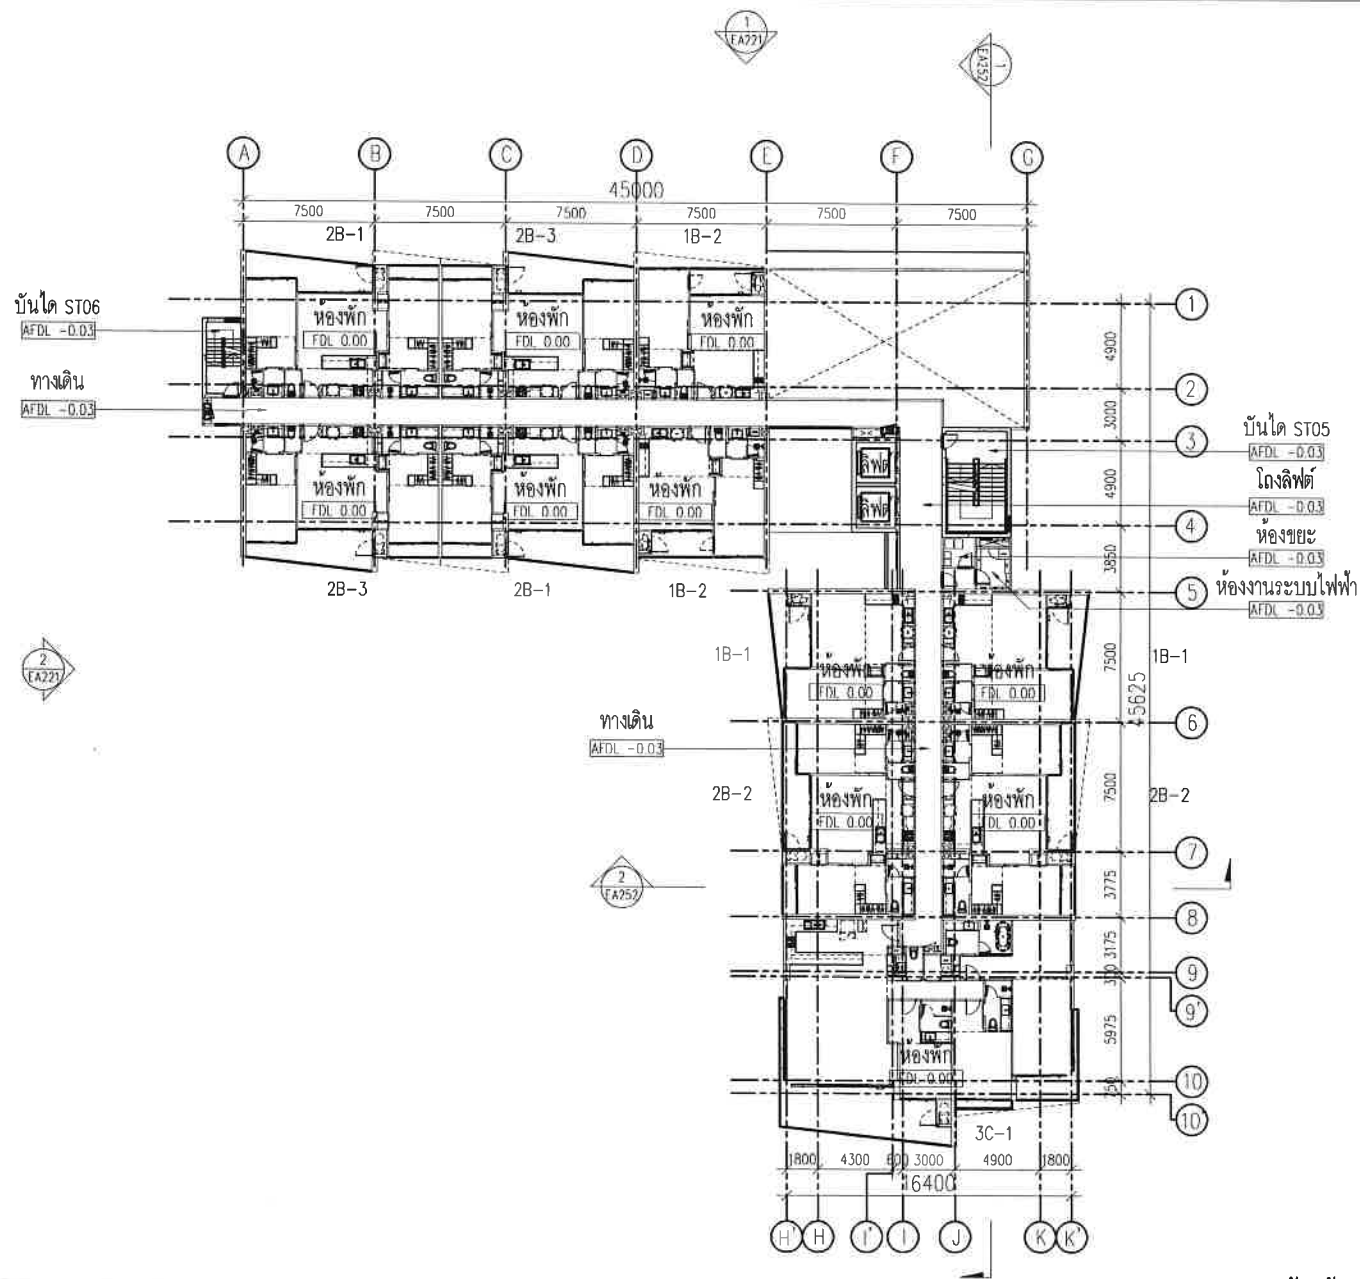 1
EA221
1
EA252
A
B
C
D
E
F
G
45000
7500
7500
7500
7500
7500
7500
2B-1
2B-3
1B-2
บันได ST06
AFDL -0.03
ทางเดิน
AFDL -0.03
ห้องพัก
FDL 0.00
ห้องพัก
FDL 0.00
ห้องพัก
FDL 0.00
1
4900
2
3000
3
4900
4
3850
5
ลิฟต์
ลิฟต์
บันได ST05
AFDL -0.03
โถงลิฟต์
AFDL -0.03
ห้องขยะ
AFDL -0.03
ห้องงานระบบไฟฟ้า
AFDL -0.03
ห้องพัก
FDL 0.00
ห้องพัก
FDL 0.00
ห้องพัก
FDL 0.00
2B-3
2B-1
1B-2
2
EA221
1B-1
ห้องพัก
FDL 0.00
ห้องพัก
FDL 0.00
7500
1B-1
45625
6
ทางเดิน
AFDL -0.03
2B-2
ห้องพัก
FDL 0.00
ห้องพัก
FDL 0.00
7500
2B-2
7
2
EA252
3775
8
3175
9
9'
5975
ห้องพัก
FDL 0.00
10
750
10'
3C-1
1800
4300
600
3000
4900
1800
16400
H'
H
I'
I
J
K
K'